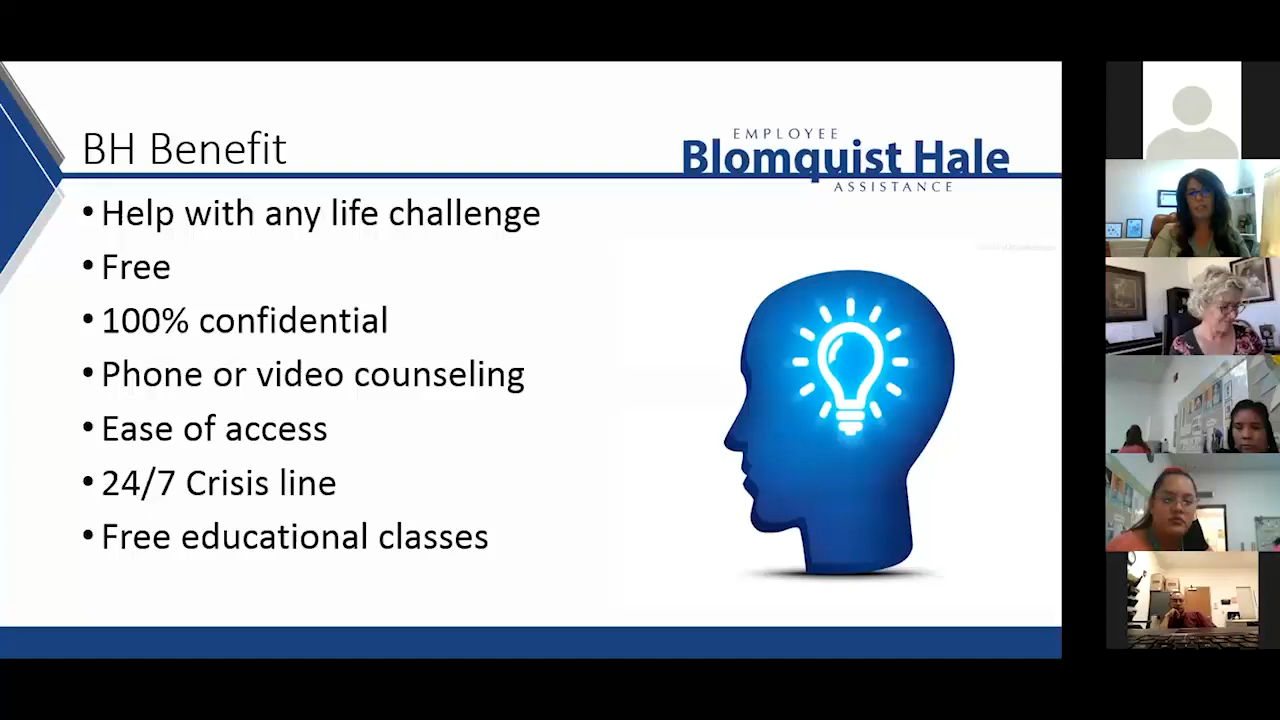 BH Benefit
EMPLOYEE
Blomquist Hale
ASSISTANCE
• Help with any life challenge
• Free
• 100% confidential
• Phone or video counseling
• Ease of access
• 24/7 Crisis line
• Free educational classes